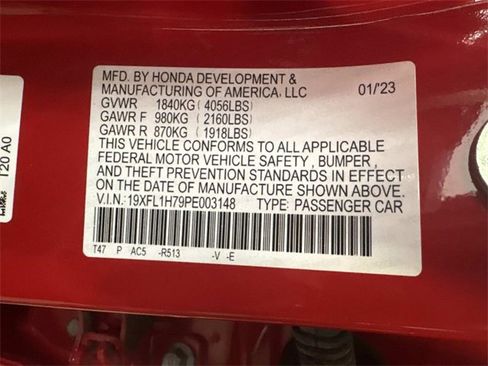 MFD. BY HONDA DEVELOPMENT &
MANUFACTURING OF AMERICA, LLC 01/'23
GVWR 1840KG ( 4056LBS)
GAWR F 980KG ( 2160LBS)
GAWR R 870KG ( 1918LBS)
THIS VEHICLE CONFORMS TO ALL APPLICABLE
FEDERAL MOTOR VEHICLE SAFETY , BUMPER ,
AND THEFT PREVENTION STANDARDS IN EFFECT
ON THE DATE OF MANUFACTURE SHOWN ABOVE.
V.I.N.: 19XFL1H79PE003148 TYPE: PASSENGER CAR
T47 P AC5 -R513 -V -E
T20 A0